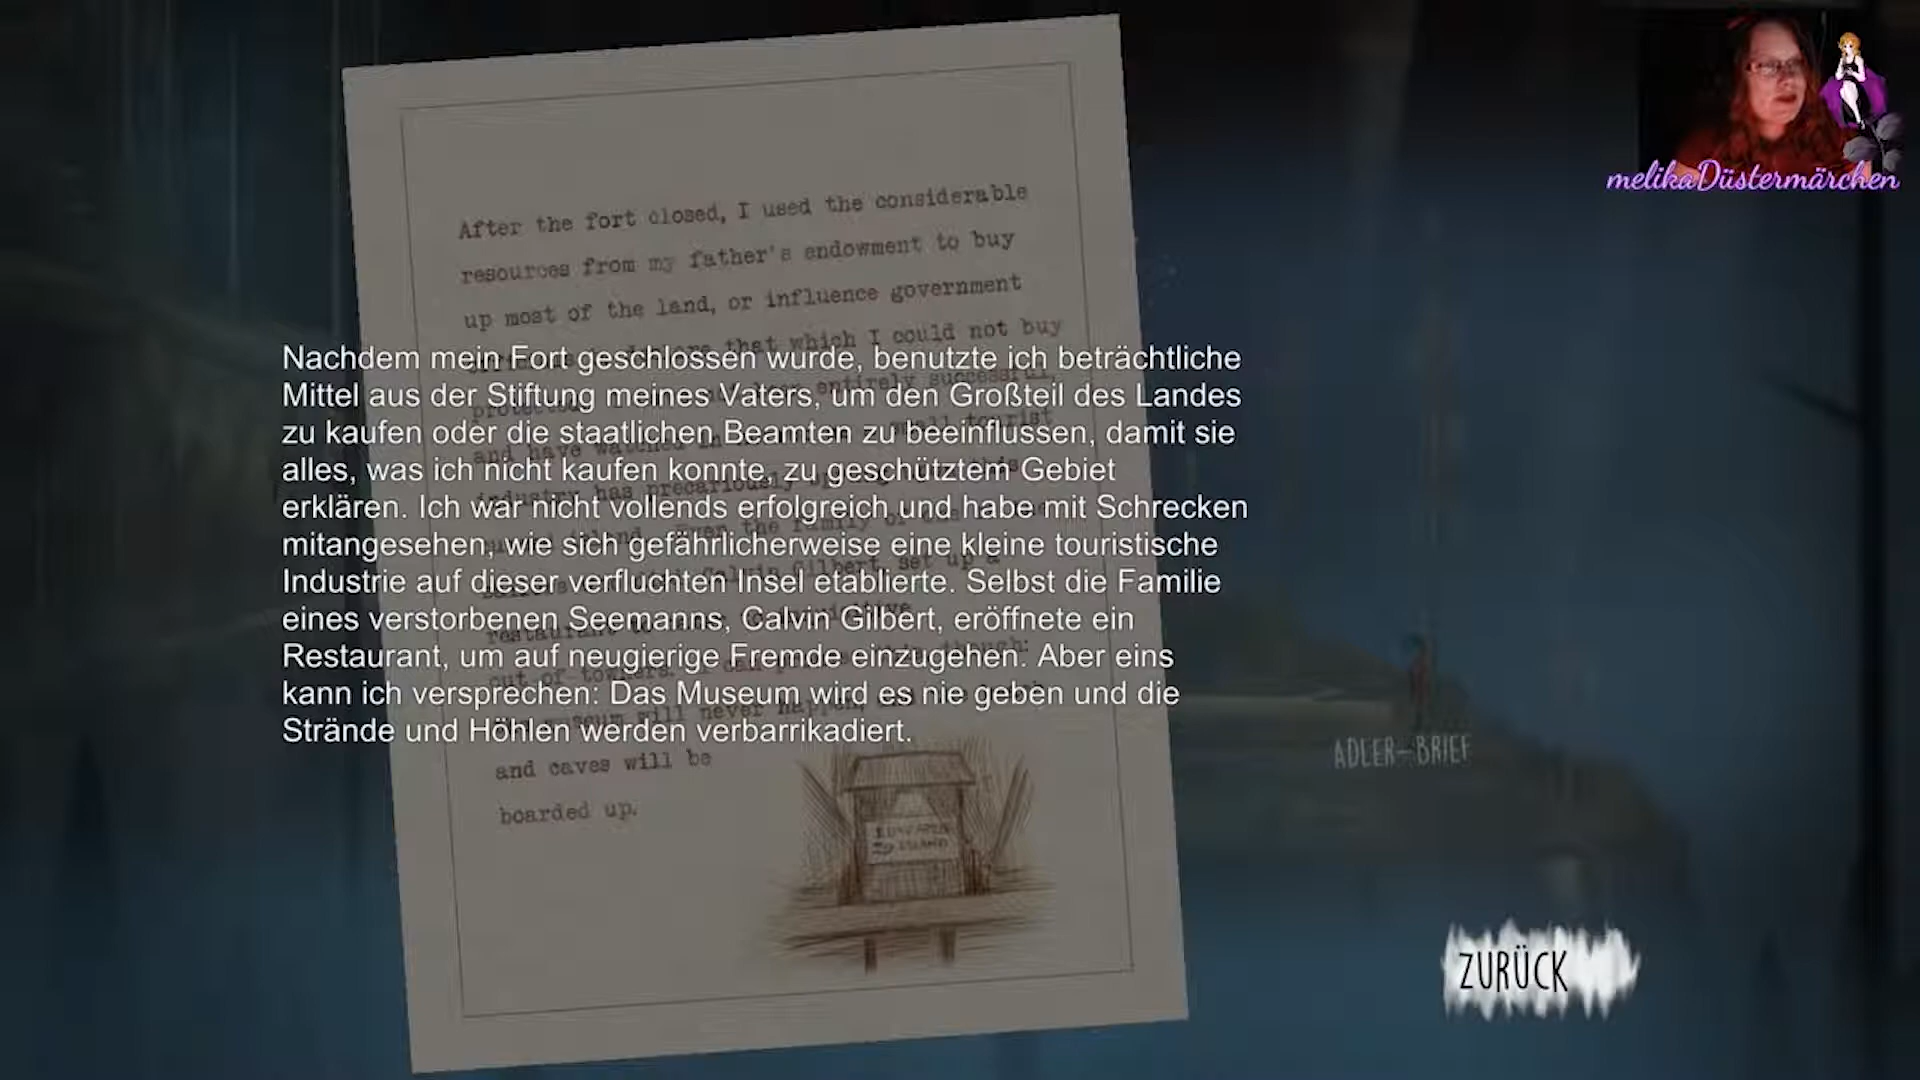 melikaDüstermärchen
After the fort closed, I used the considerable
resources from my father's endowment to buy
up most of the land, or influence government
that which I could not buy
Nachdem mein Fort geschlossen wurde, benutzte ich beträchtliche
Mittel aus der Stiftung meines Vaters, um den Großteil des Landes
zu kaufen oder die staatlichen Beamten zu beeinflussen, damit sie
alles, was ich nicht kaufen konnte, zu geschütztem Gebiet
erklären. Ich war nicht vollends erfolgreich und habe mit Schrecken
mitangesehen, wie sich gefährlicherweise eine kleine touristische
Industrie auf dieser verfluchten Insel etablierte. Selbst die Familie
eines verstorbenen Seemanns, Calvin Gilbert, eröffnete ein
Restaurant, um auf neugierige Fremde einzugehen. Aber eins
kann ich versprechen: Das Museum wird es nie geben und die
Strände und Höhlen werden verbarrikadiert.
and caves will be
boarded up.
ADLER-BRIEF
ZURÜCK